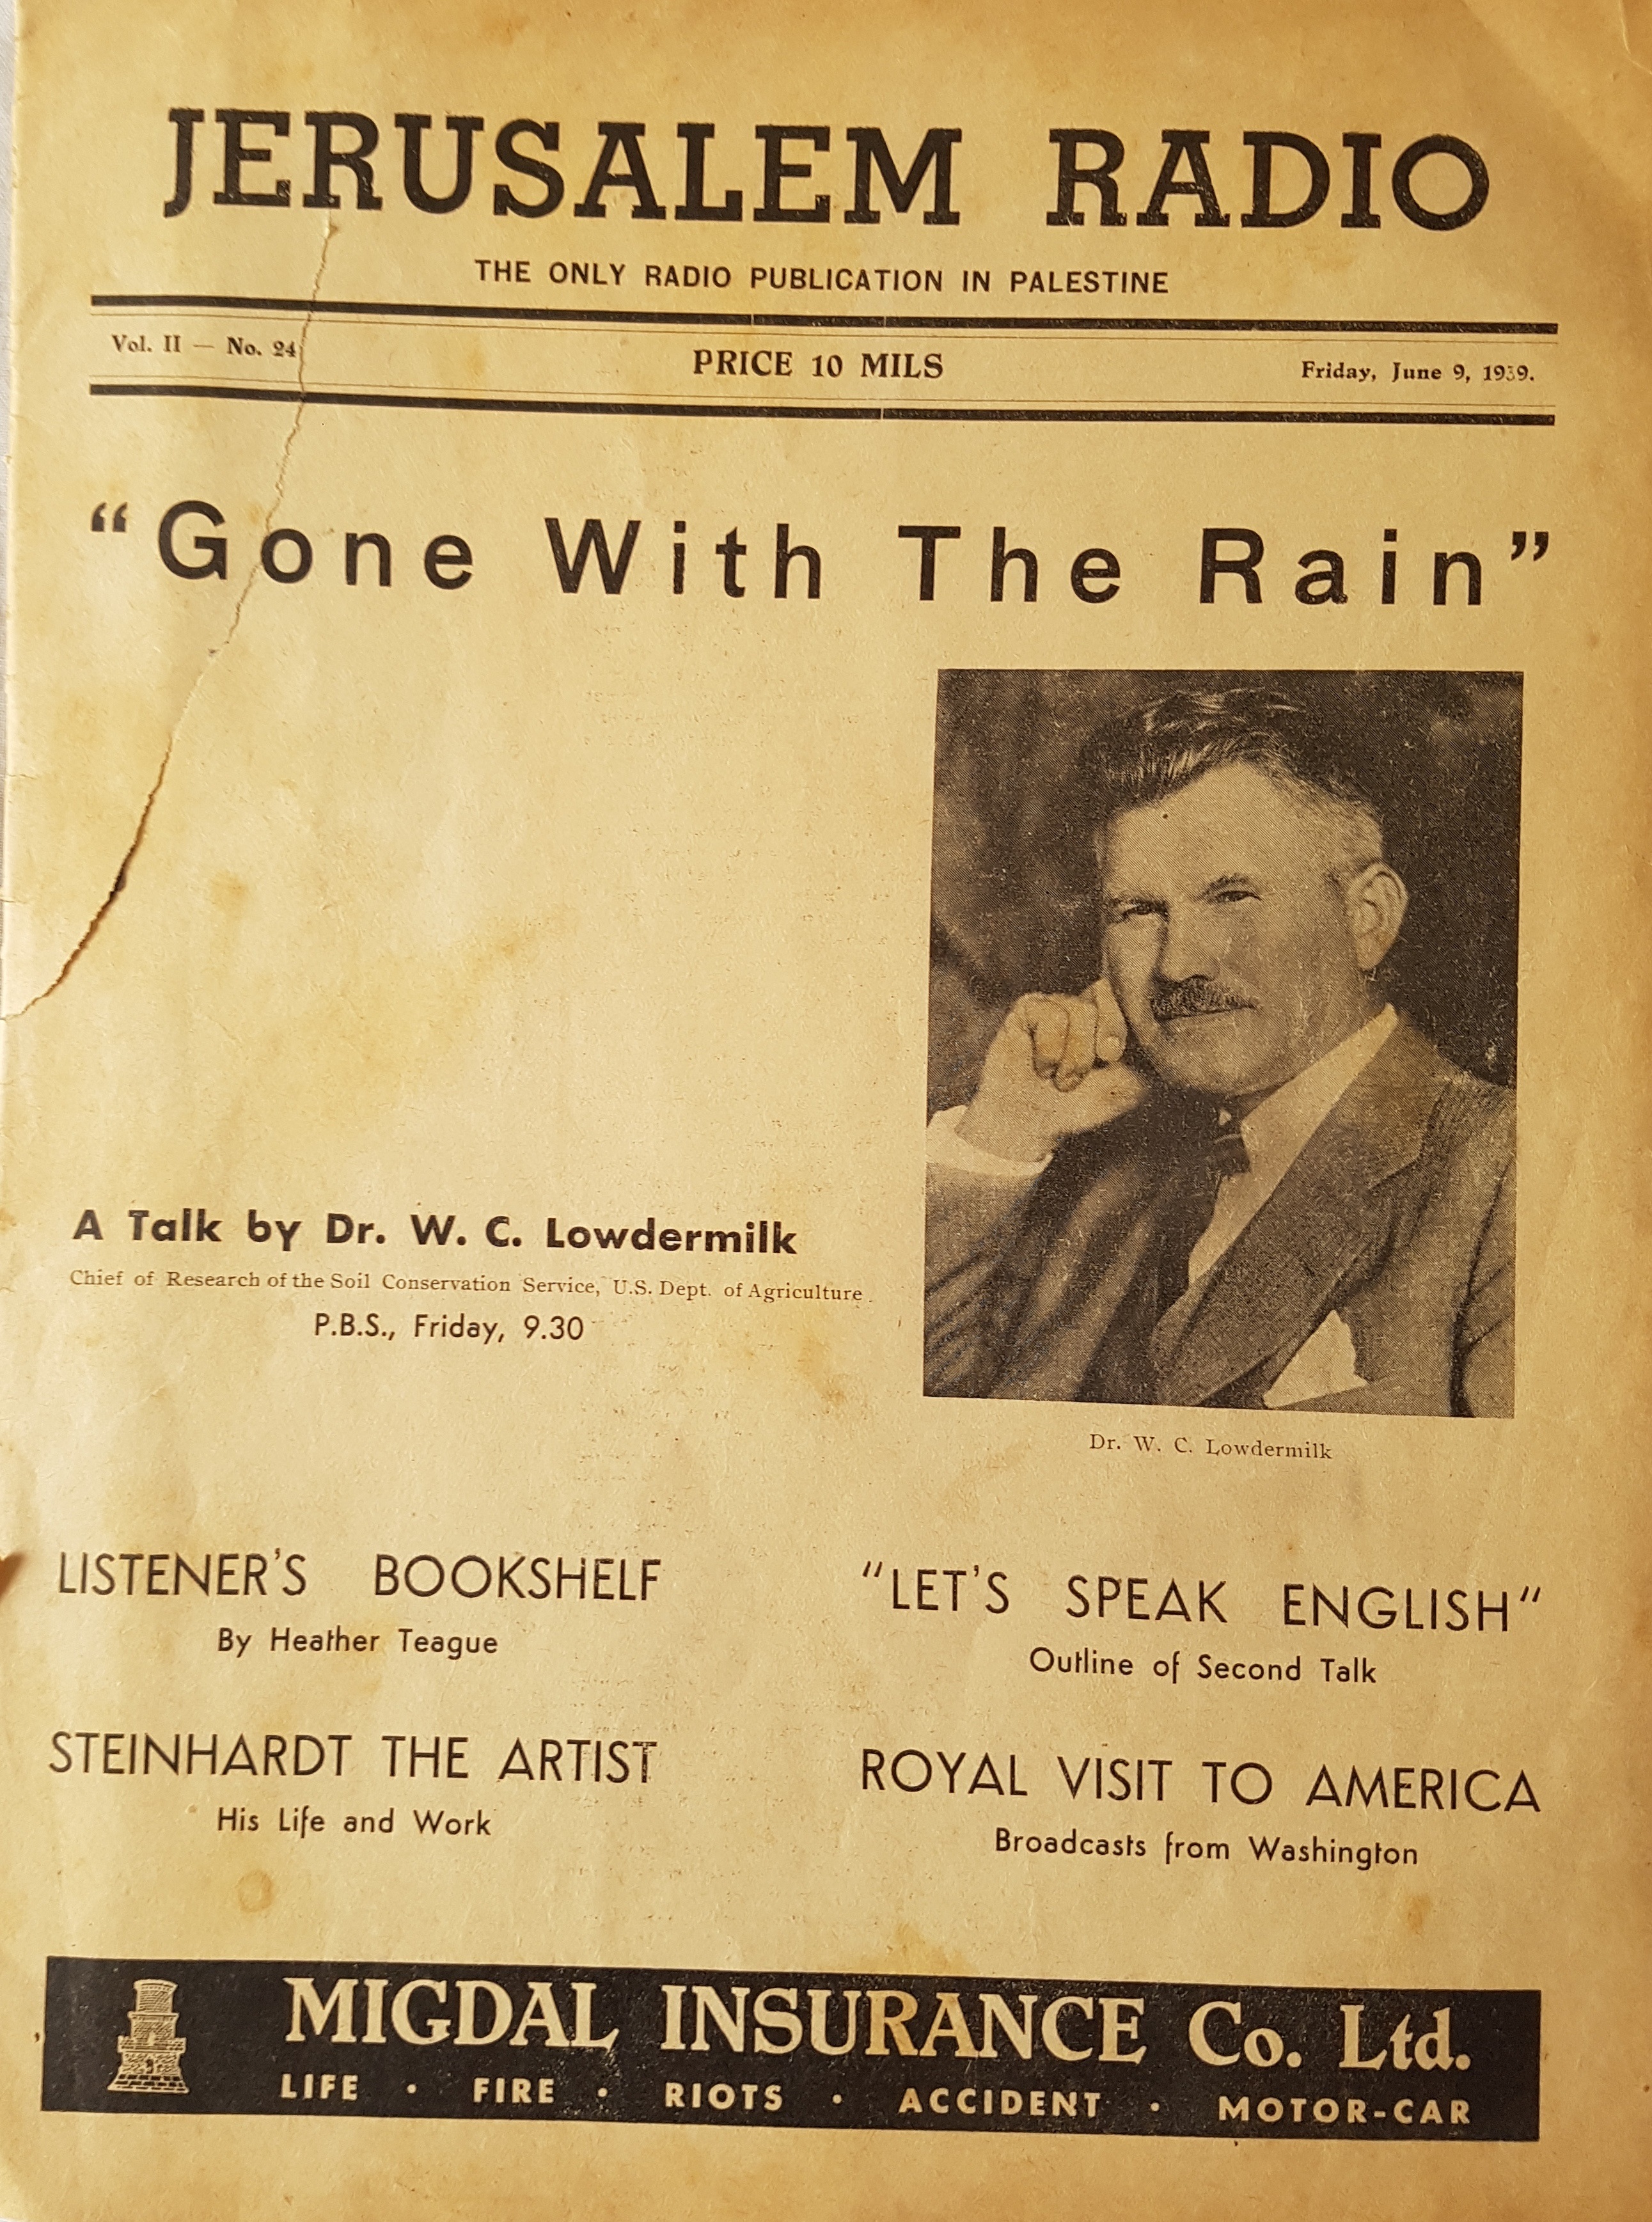 JERUSALEM RADIO
THE ONLY RADIO PUBLICATION IN PALESTINE
Vol. II — No. 24
PRICE 10 MILS
Friday, June 9, 1939.
“Gone With The Rain”
A Talk by Dr. W. C. Lowdermilk
Chief of Research of the Soil Conservation Service, U.S. Dept. of Agriculture.
P.B.S., Friday, 9.30
Dr. W. C. Lowdermilk
LISTENER'S BOOKSHELF
By Heather Teague
"LET'S SPEAK ENGLISH"
Outline of Second Talk
STEINHARDT THE ARTIST
His Life and Work
ROYAL VISIT TO AMERICA
Broadcasts from Washington
MIGDAL INSURANCE Co. Ltd.
LIFE · FIRE · RIOTS · ACCIDENT · MOTOR-CAR